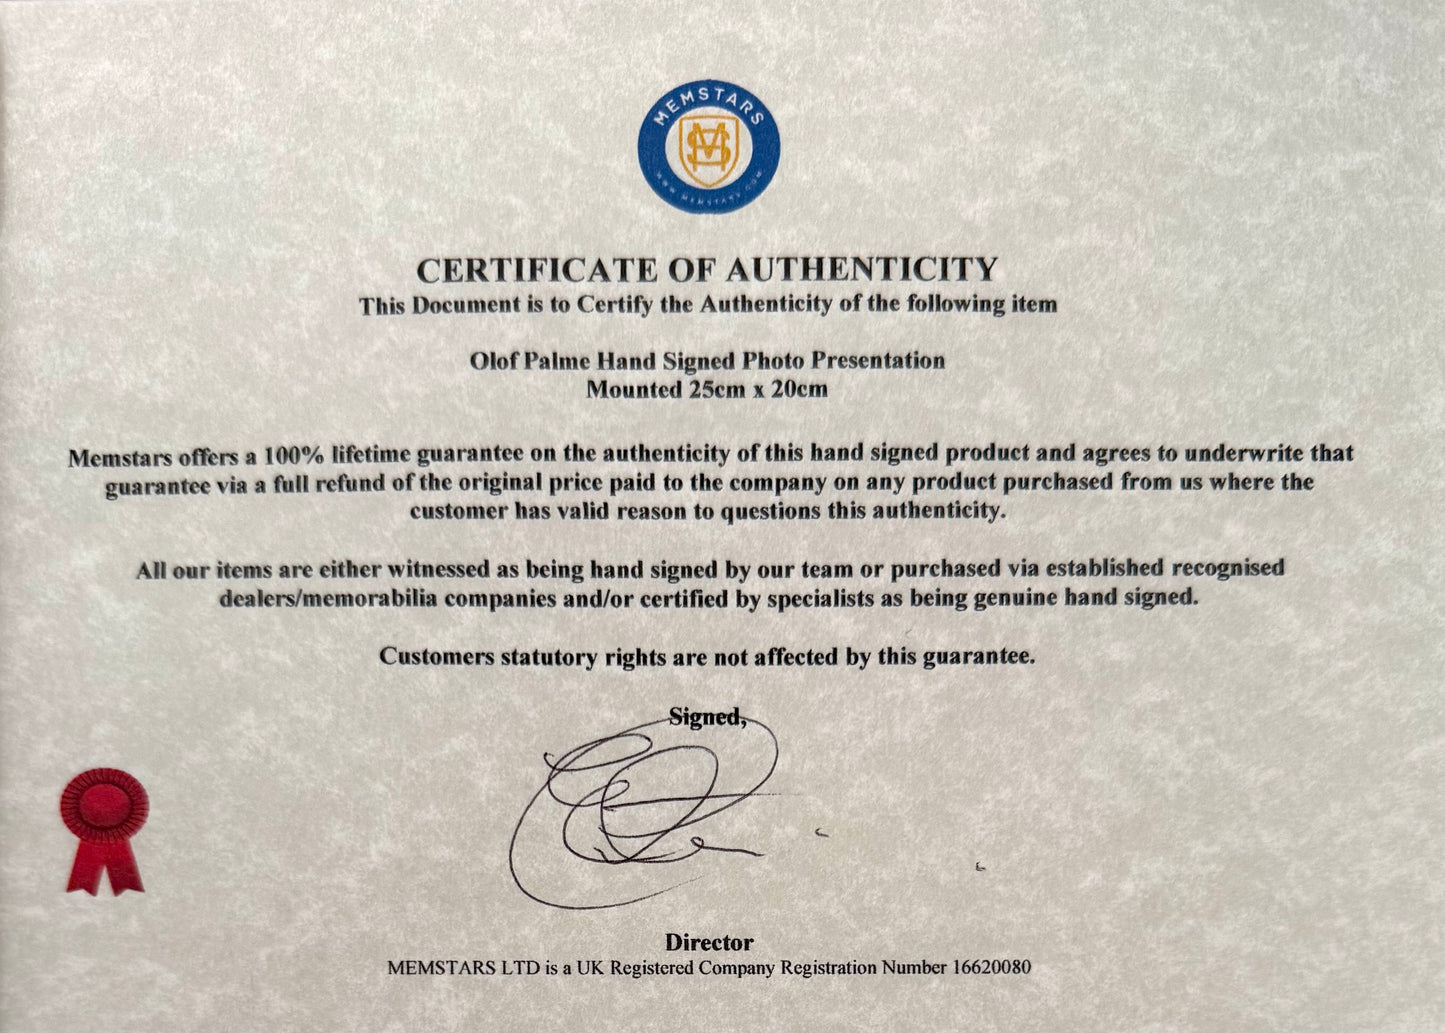 MEMSTARS
WWW.MEMSTARS.COM
CERTIFICATE OF AUTHENTICITY
This Document is to Certify the Authenticity of the following item
Olof Palme Hand Signed Photo Presentation
Mounted 25cm x 20cm
Memstars offers a 100% lifetime guarantee on the authenticity of this hand signed product and agrees to underwrite that
guarantee via a full refund of the original price paid to the company on any product purchased from us where the
customer has valid reason to questions this authenticity.
All our items are either witnessed as being hand signed by our team or purchased via established recognised
dealers/memorabilia companies and/or certified by specialists as being genuine hand signed.
Customers statutory rights are not affected by this guarantee.
Signed,
Director
MEMSTARS LTD is a UK Registered Company Registration Number 16620080